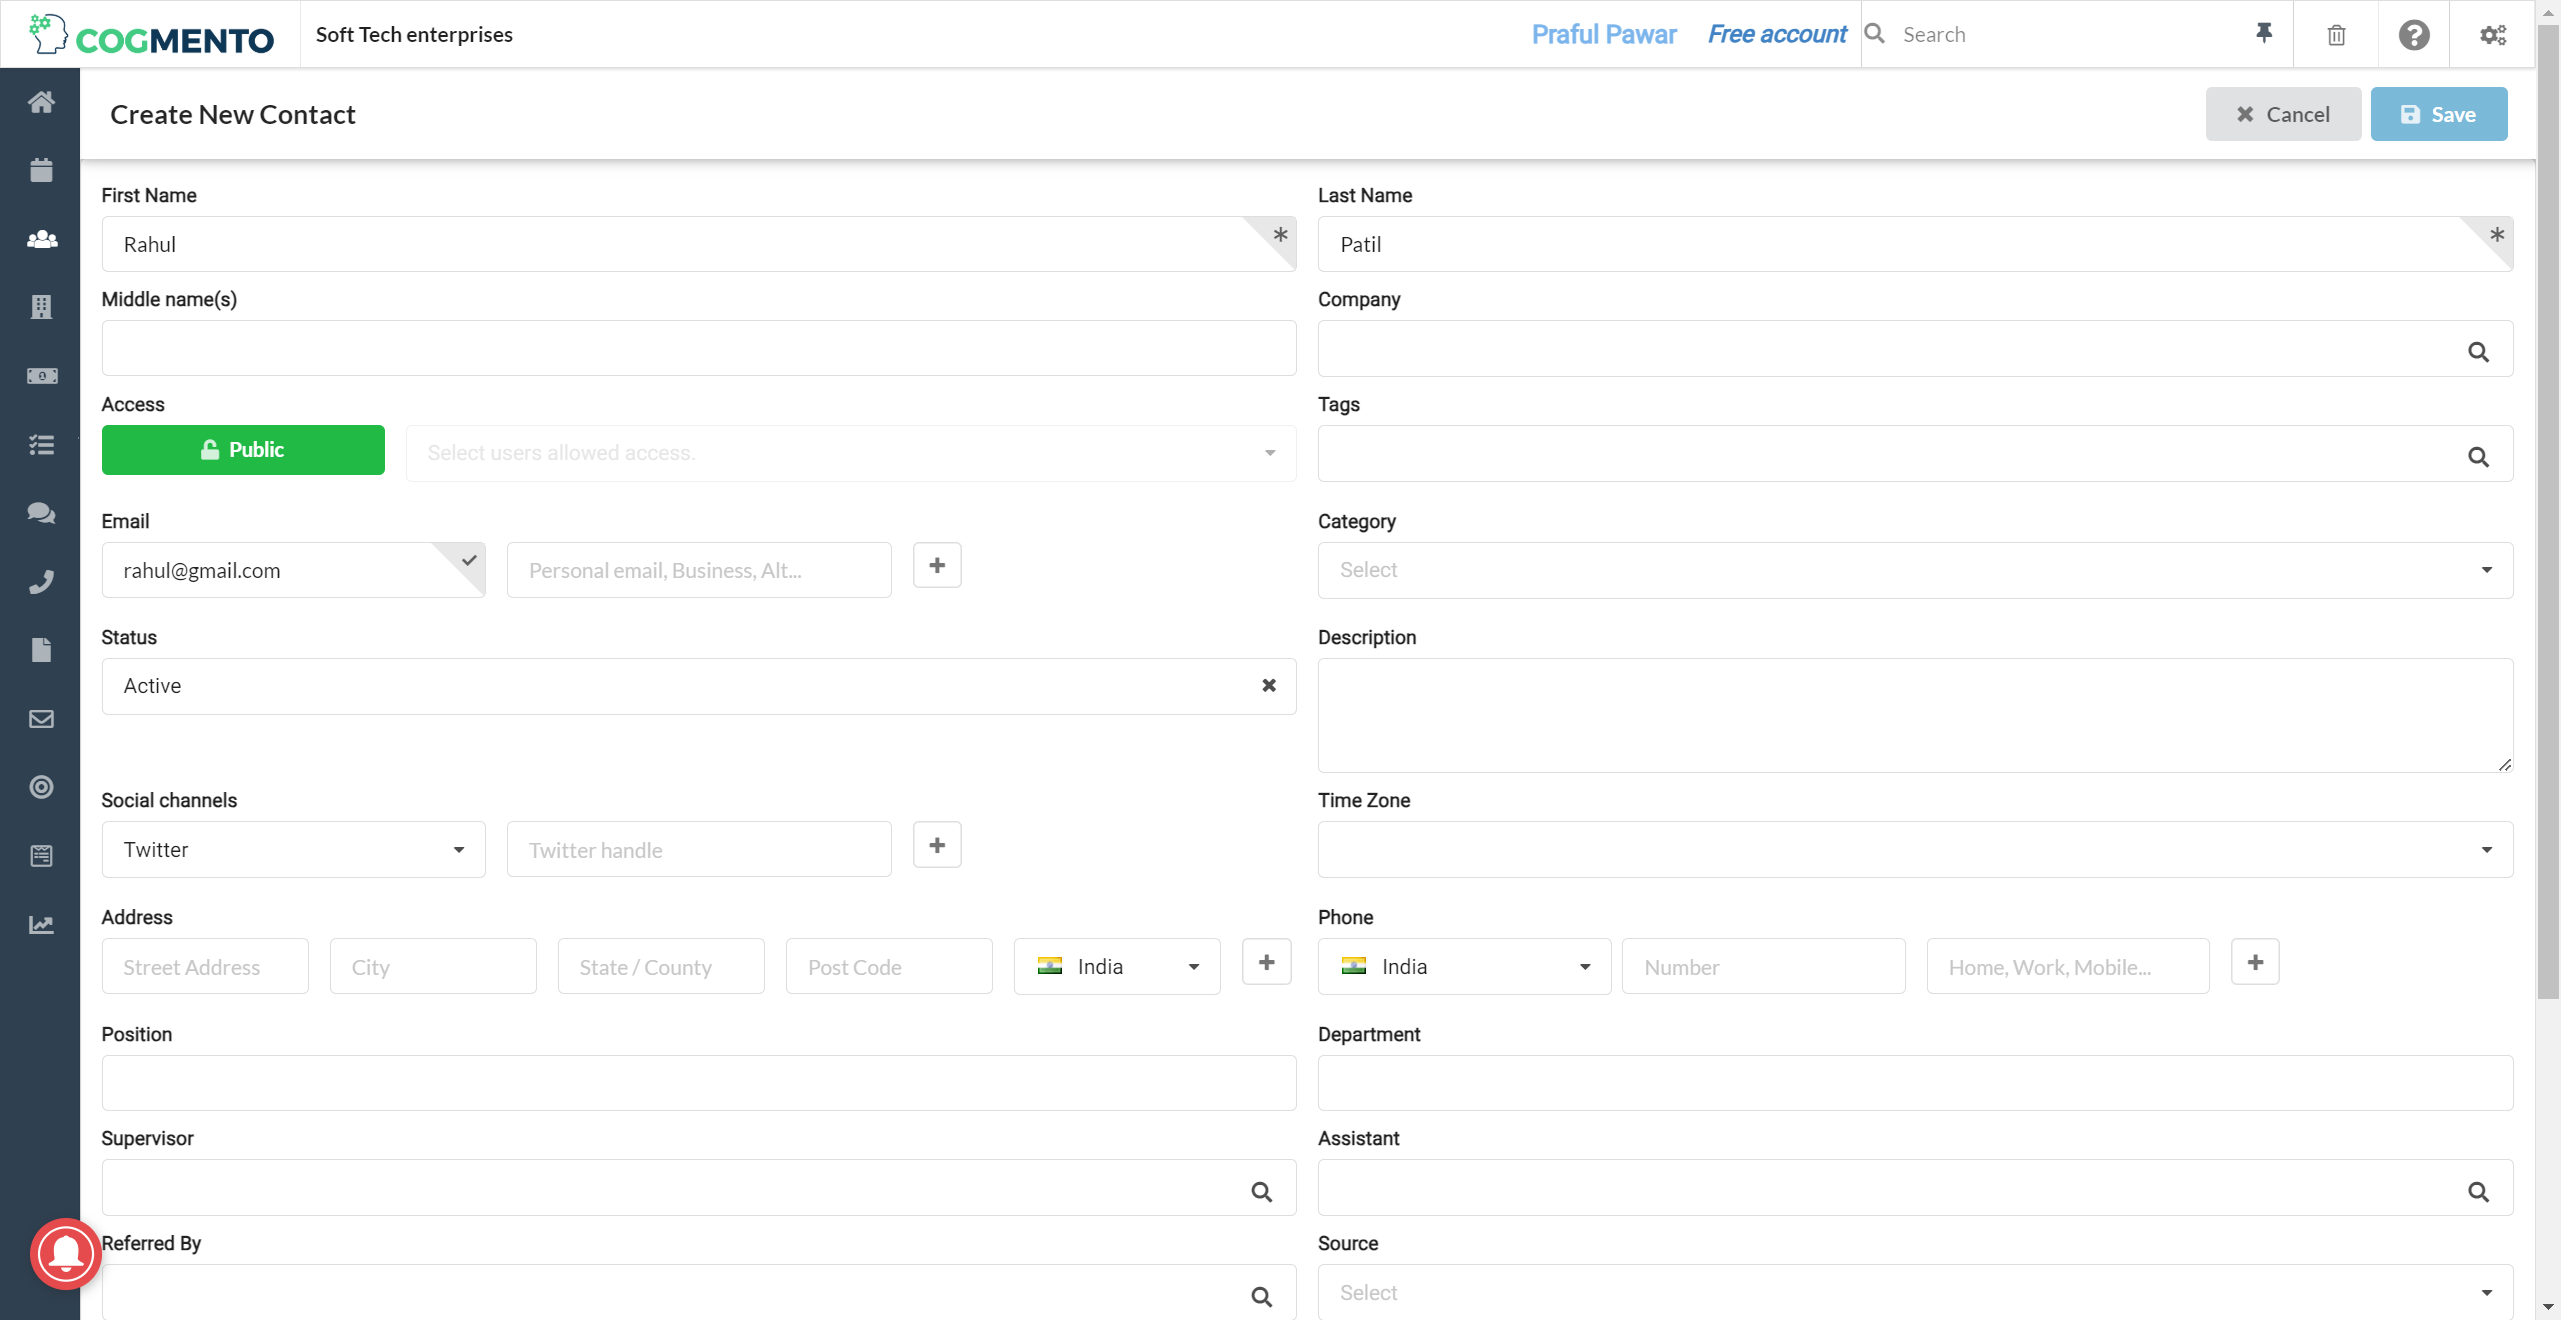 COGMENTO
Soft Tech enterprises
Praful Pawar
Free account
Search
Create New Contact
Cancel
Save
First Name
Last Name
Rahul
*
Patil
*
Middle name(s)
Company
Access
Tags
Public
Select users allowed access.
Email
Category
rahul@gmail.com
Personal email, Business, Alt...
Select
Status
Description
Active
Social channels
Time Zone
Twitter
Twitter handle
Address
Phone
Street Address
City
State / County
Post Code
India
India
Number
Home, Work, Mobile...
Position
Department
Supervisor
Assistant
Referred By
Source
Select